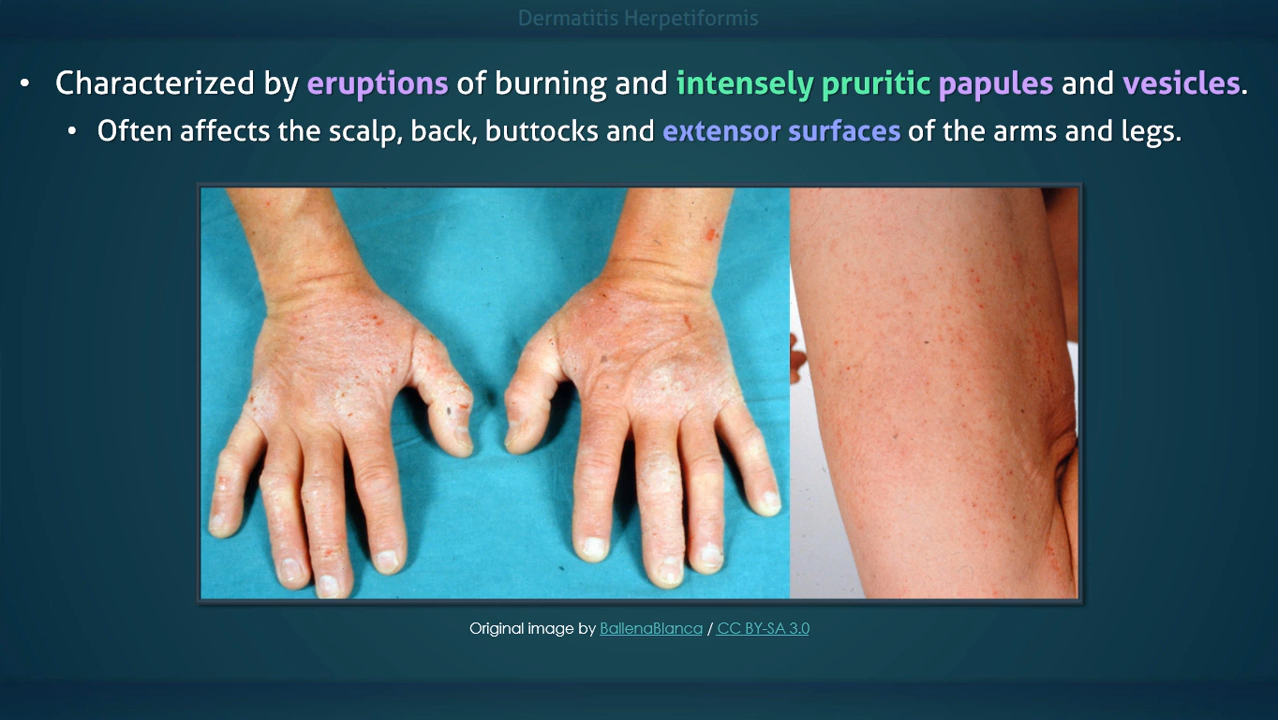 Dermatitis Herpetiformis
• Characterized by eruptions of burning and intensely pruritic papules and vesicles.
• Often affects the scalp, back, buttocks and extensor surfaces of the arms and legs.
Original image by BallenaBlanca / CC BY-SA 3.0